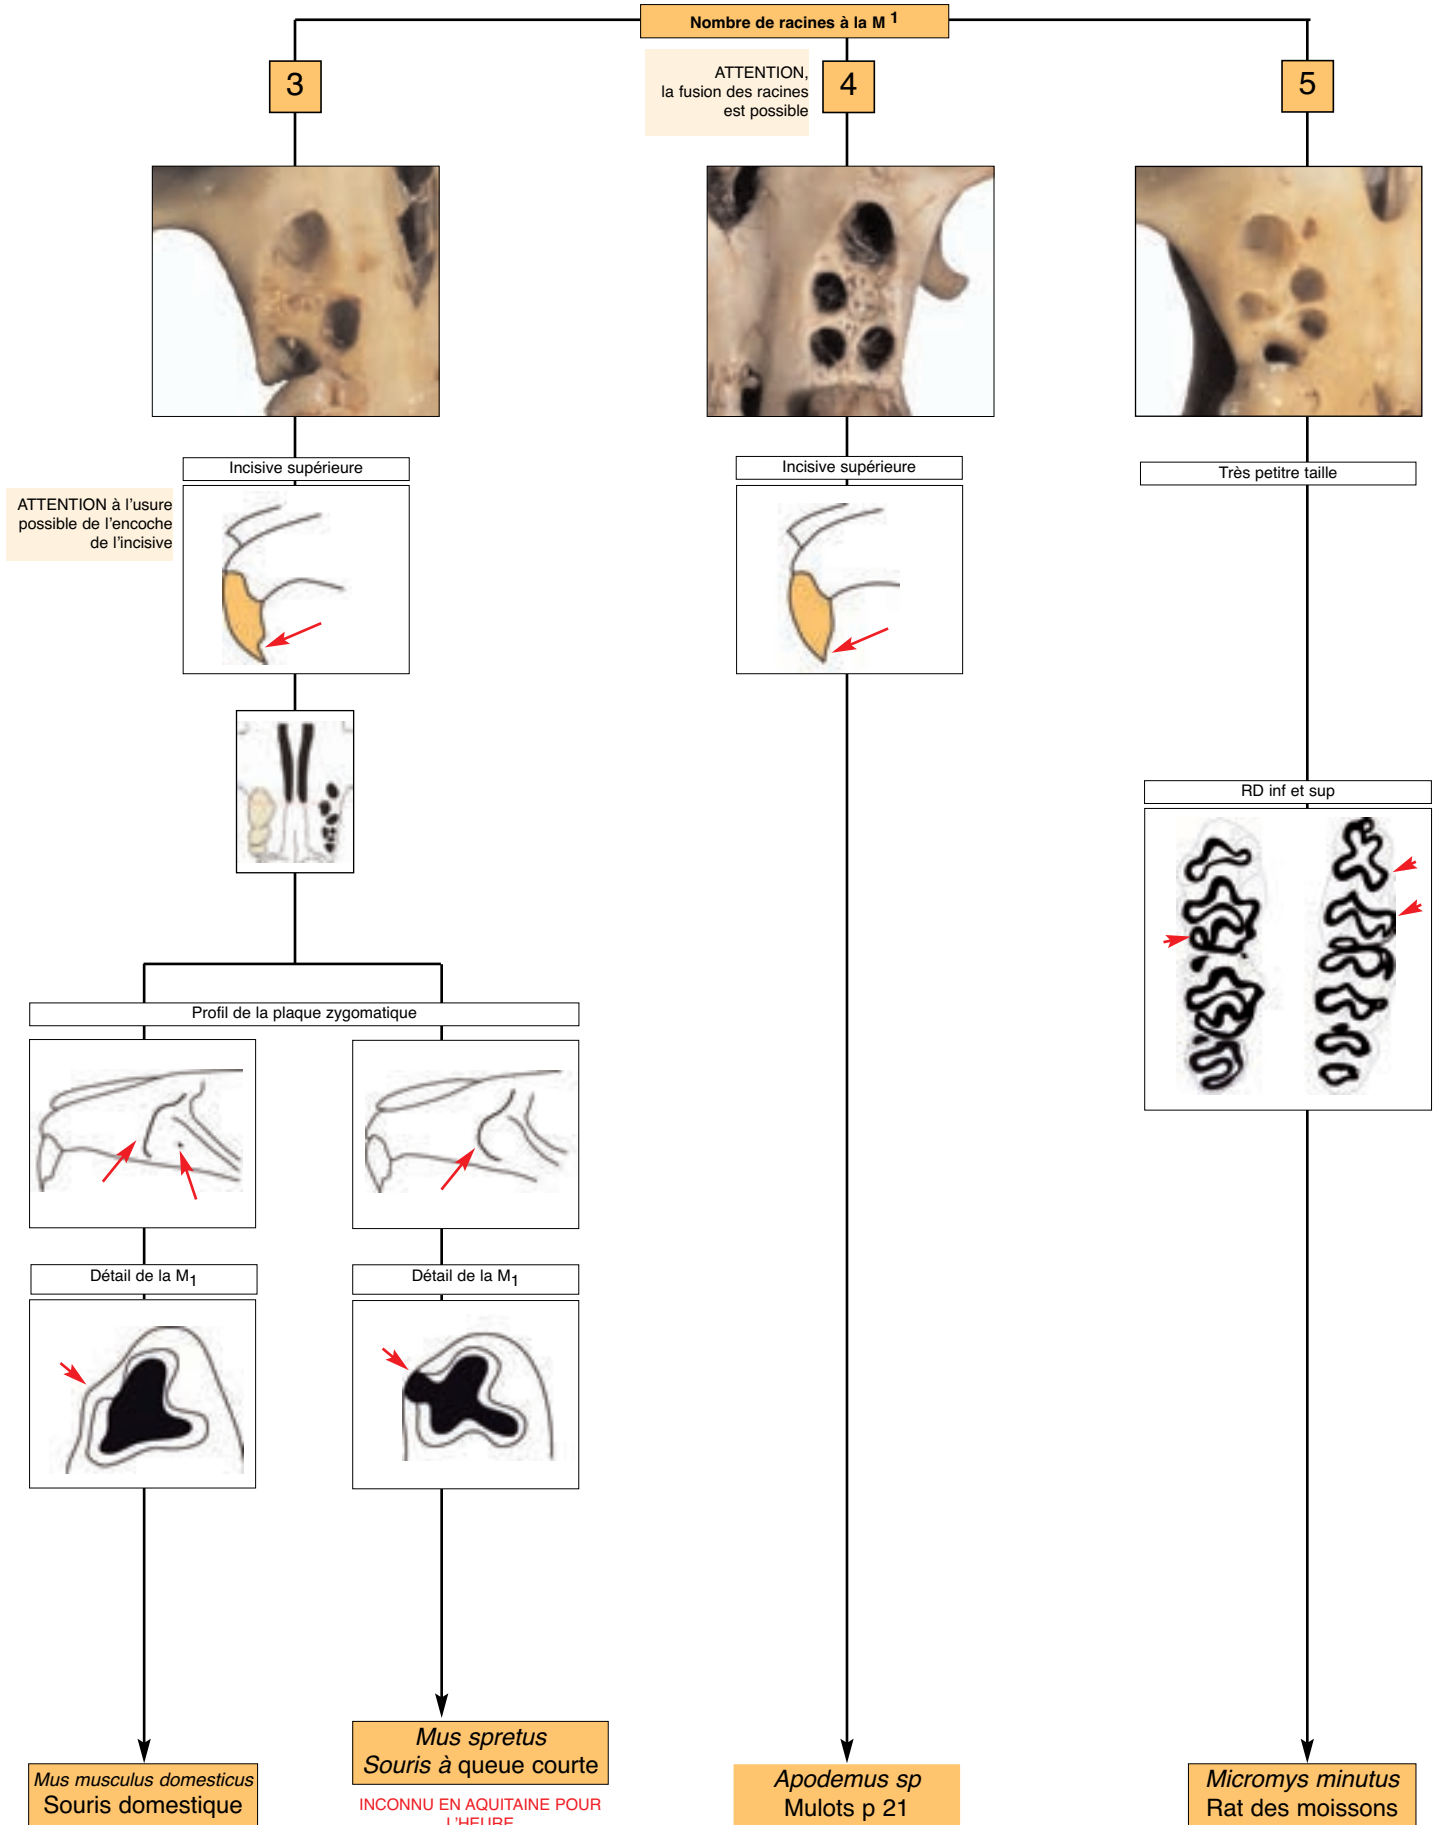 Nombre de racines à la M 1
3
ATTENTION,
la fusion des racines
est possible
4
5
Incisive supérieure
ATTENTION à l'usure
possible de l'encoche
de l'incisive
Incisive supérieure
Très petitre taille
RD inf et sup
Profil de la plaque zygomatique
Détail de la M1
Détail de la M1
Mus musculus domesticus
Souris domestique
Mus spretus
Souris à queue courte
INCONNU EN AQUITAINE POUR
L'HEURE
Apodemus sp
Mulots p 21
Micromys minutus
Rat des moissons